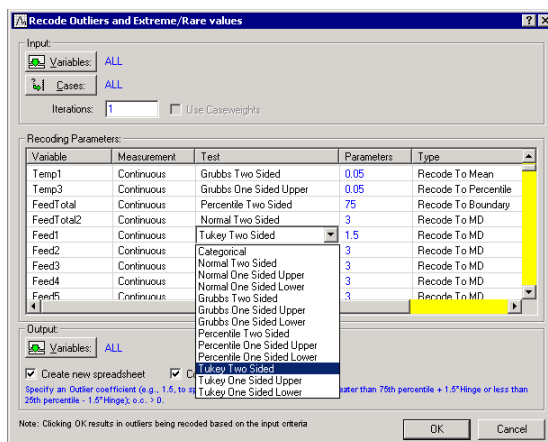 Recode Outliers and Extreme/Rare values
Input:
Variables: ALL
Cases: ALL
Iterations: 1 Use Caseweights
Recoding Parameters:
Variable Measurement Test Parameters Type
Temp1 Continuous Grubbs Two Sided 0.05 Recode To Mean
Temp3 Continuous Grubbs One Sided Upper 0.05 Recode To Percentile
FeedTotal Continuous Percentile Two Sided 75 Recode To Boundary
FeedTotal2 Continuous Normal Two Sided 3 Recode To MD
Feed1 Continuous Tukey Two Sided 1.5 Recode To MD
Feed2 Continuous 3 Recode To MD
Feed3 Continuous 3 Recode To MD
Feed4 Continuous 3 Recode To MD
Feed5 Continuous 3 Recode To MD
Categorical
Normal Two Sided
Normal One Sided Upper
Normal One Sided Lower
Grubbs Two Sided
Grubbs One Sided Upper
Grubbs One Sided Lower
Percentile Two Sided
Percentile One Sided Upper
Percentile One Sided Lower
Tukey Two Sided
Tukey One Sided Upper
Tukey One Sided Lower
Output:
Variables: ALL
Create new spreadsheet
Specify an Outlier coefficient (e.g., 1.5, to than 75th percentile + 1.5*Hinge or less than
25th percentile - 1.5*Hinge); o.c. > 0.
Note: Clicking OK results in outliers being recoded based on the input criteria
OK Cancel